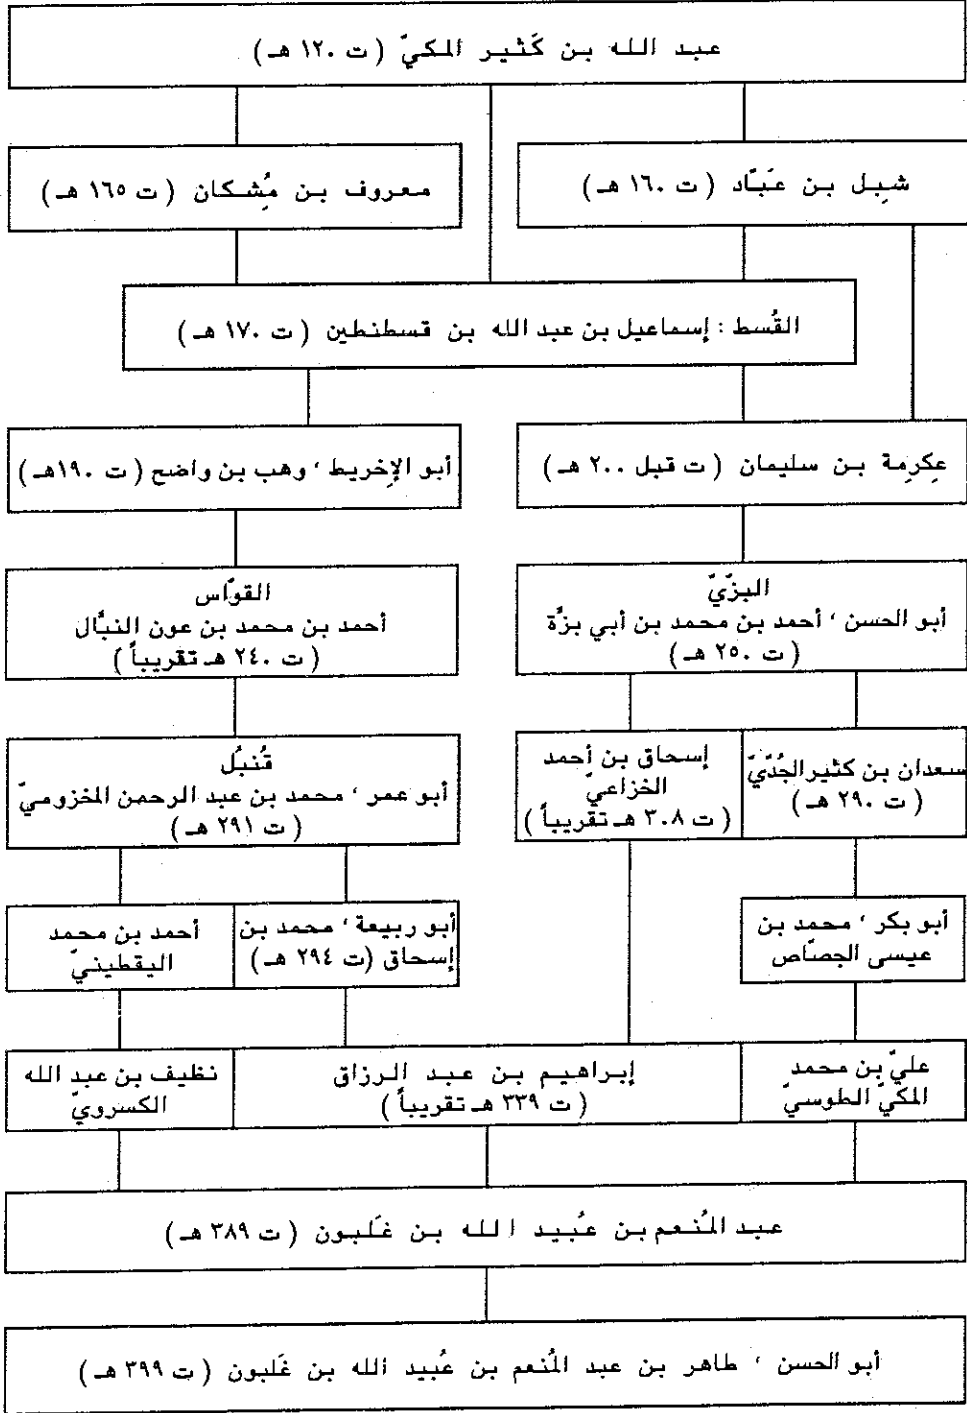 عبد الله بن كَثير المكيّ (ت ١٢٠ هـ)
شبِل بن عَبّاد (ت ١٦٠ هـ)
معروف بن مُشِكان (ت ١٦٥ هـ)
القُسط : إسماعيل بن عبد الله بن قسطنطين (ت ١٧٠ هـ)
عِكرِمة بن سليمان (ت قبل ٢٠٠ هـ)
أبو الإِخريط ، وهب بن واضح (ت ١٩٠هـ)
البزّيّ
أبو الحسن ، أحمد بن محمد بن أبي بزَّة
(ت ٢٥٠ هـ)
القوّاس
أحمد بن محمد بن عون النبَّال
(ت ٢٤٠ هـ تقريباً)
سعدان بن كثير الجُدّيّ
(ت ٢٩٠ هـ)
إسحاق بن أحمد
الخزاعيّ
(ت ٣٠٨ هـ تقريباً)
قُنبُل
أبو عمر ، محمد بن عبد الرحمن المخزوميّ
(ت ٢٩١ هـ)
أبو بكر ، محمد بن
عيسى الجصّاص
أبو ربيعة ، محمد بن
إسحاق (ت ٢٩٤ هـ)
أحمد بن محمد
اليقطينيّ
عليّ بن محمد
المكيّ الطوسيّ
إبراهيم بن عبد الرزاق
(ت ٣٣٩ هـ تقريباً)
نظيف بن عبد الله
الكسرويّ
عبد المُنعم بن عُبيد الله بن غَلبون (ت ٣٨٩ هـ)
أبو الحسن ، طاهر بن عبد المُنعم بن عُبيد الله بن غَلبون (ت ٣٩٩ هـ)